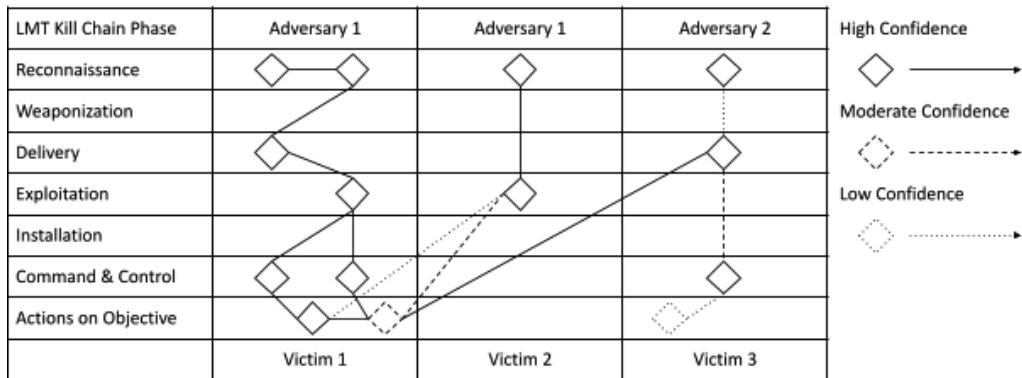 LMT Kill Chain Phase Adversary 1 Adversary 1 Adversary 2 High Confidence
Reconnaissance
Weaponization Moderate Confidence
Delivery
Exploitation Low Confidence
Installation
Command & Control
Actions on Objective
Victim 1 Victim 2 Victim 3